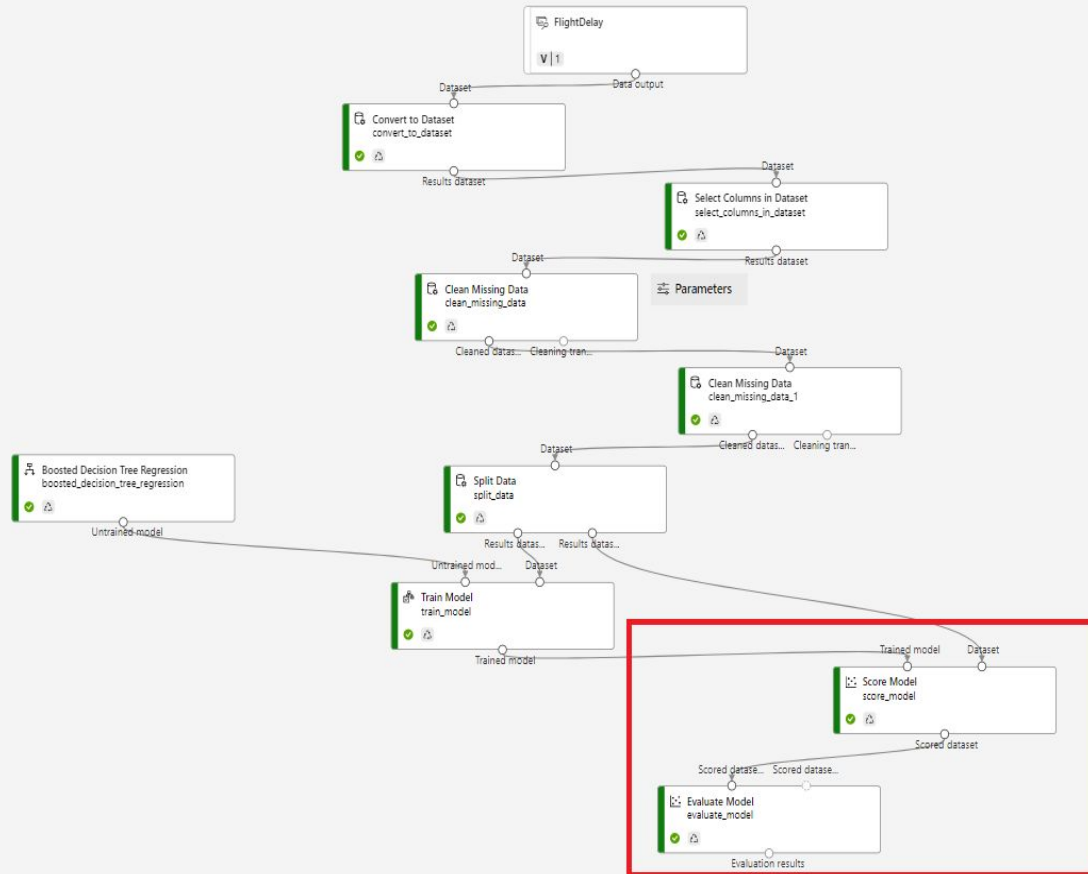 FlightDelay
V | 1
Data output
Dataset
Convert to Dataset
convert_to_dataset
Results dataset
Dataset
Select Columns in Dataset
select_columns_in_dataset
Results dataset
Dataset
Clean Missing Data
clean_missing_data
Parameters
Cleaned datas... Cleaning tran...
Dataset
Clean Missing Data
clean_missing_data_1
Cleaned datas... Cleaning tran...
Dataset
Boosted Decision Tree Regression
boosted_decision_tree_regression
Untrained model
Split Data
split_data
Results datas... Results datas...
Untrained mod... Dataset
Train Model
train_model
Trained model
Trained model Dataset
Score Model
score_model
Scored dataset
Scored datase... Scored datase...
Evaluate Model
evaluate_model
Evaluation results